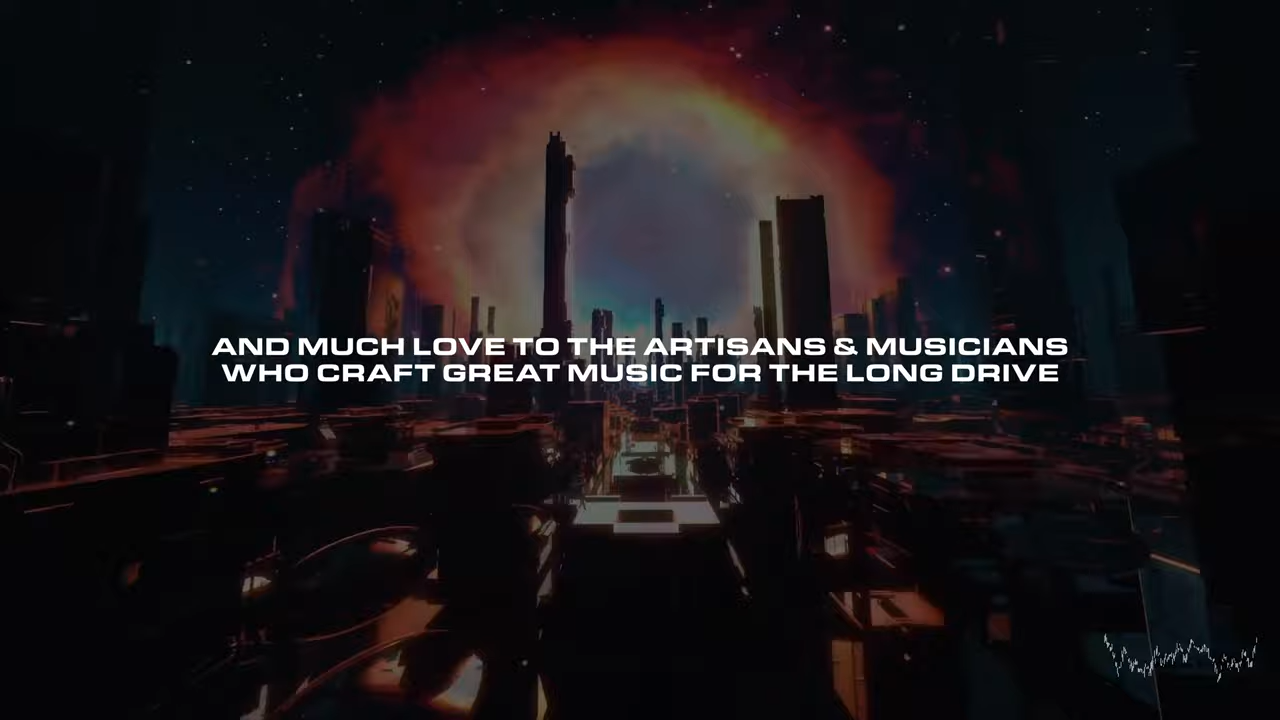 AND MUCH LOVE TO THE ARTISANS & MUSICIANS
WHO CRAFT GREAT MUSIC FOR THE LONG DRIVE